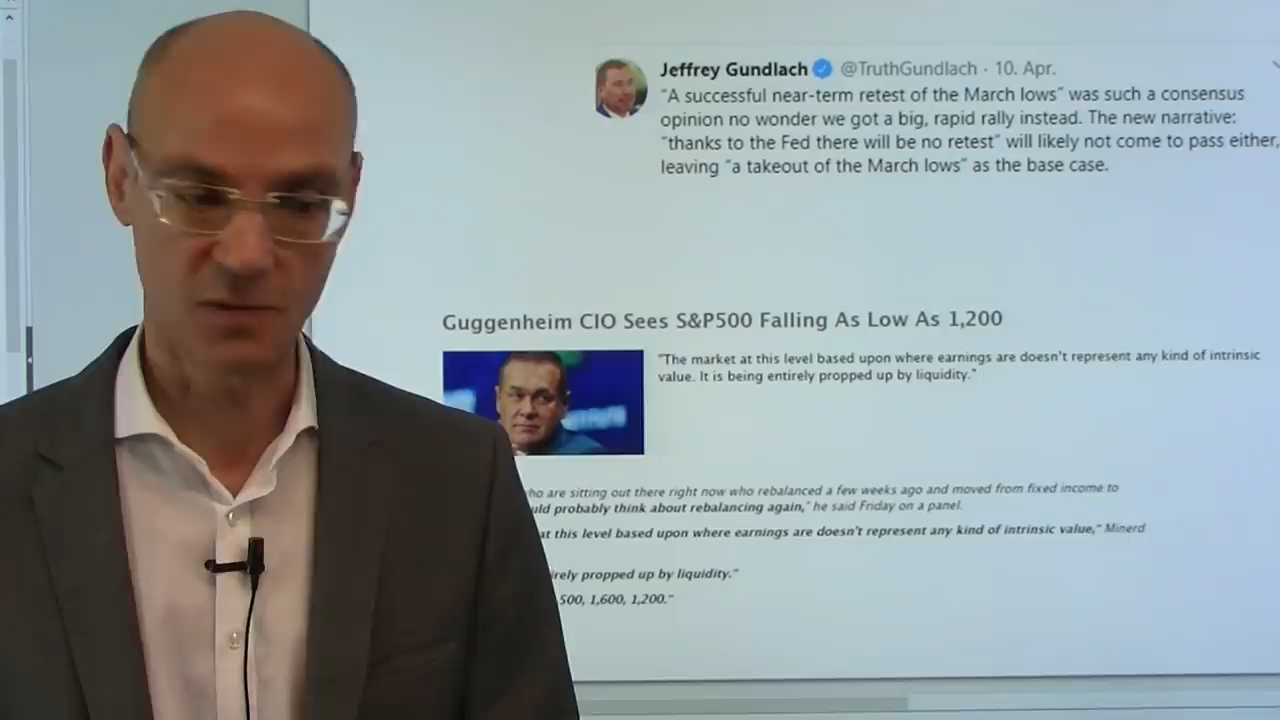 Jeffrey Gundlach @TruthGundlach · 10. Apr.
"A successful near-term retest of the March lows" was such a consensus
opinion no wonder we got a big, rapid rally instead. The new narrative:
"thanks to the Fed there will be no retest" will likely not come to pass either,
leaving "a takeout of the March lows" as the base case.
Guggenheim CIO Sees S&P500 Falling As Low As 1,200
"The market at this level based upon where earnings are doesn't represent any kind of intrinsic
value. It is being entirely propped up by liquidity."
who are sitting out there right now who rebalanced a few weeks ago and moved from fixed income to
probably think about rebalancing again," he said Friday on a panel.
at this level based upon where earnings are doesn't represent any kind of intrinsic value," Minerd
propped up by liquidity."
500, 1,600, 1,200."